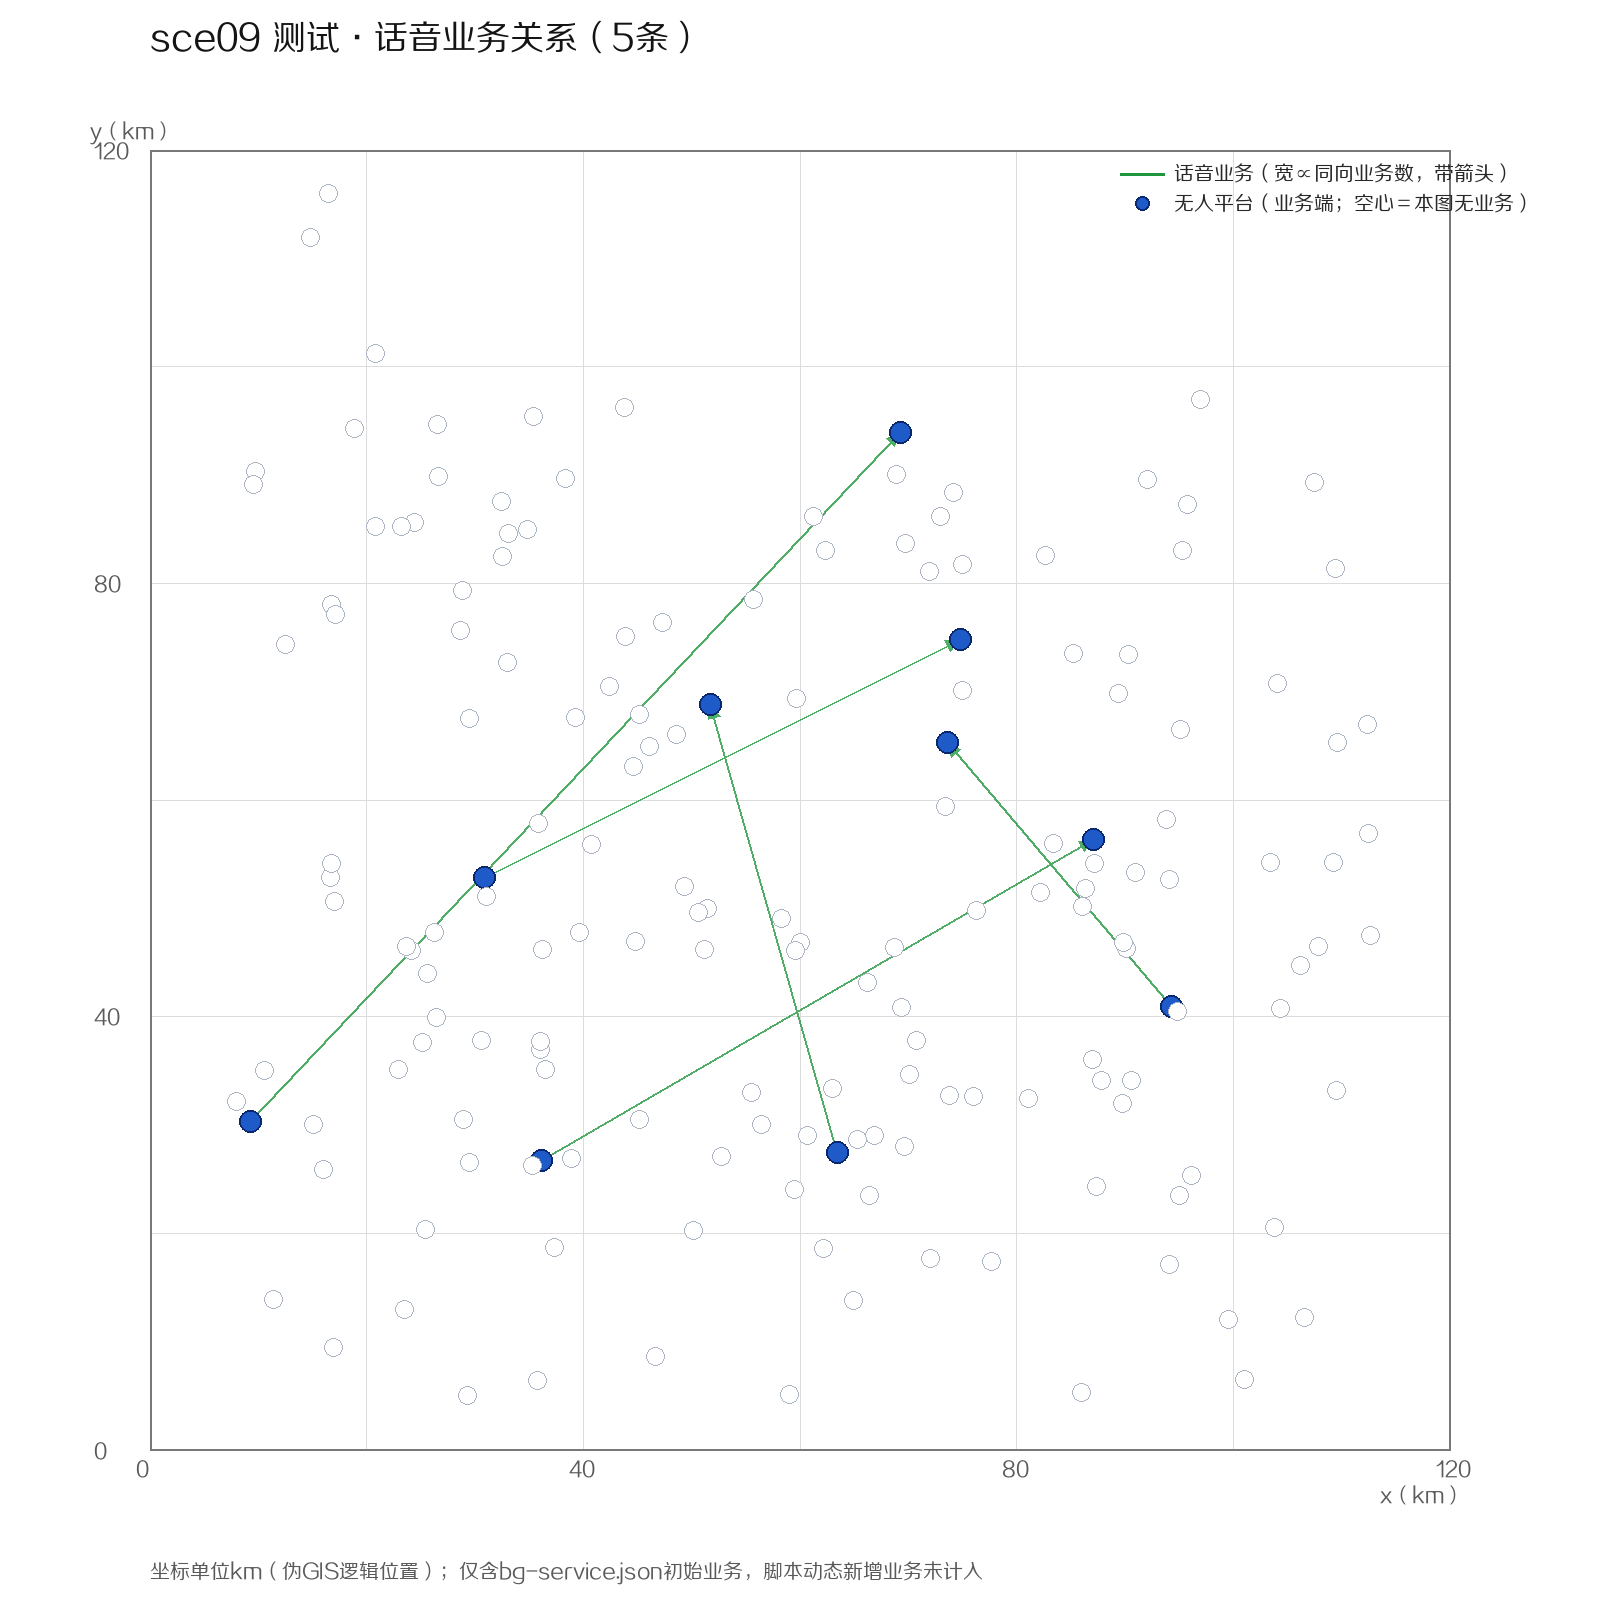 sce09 测试·话音业务关系（5条）
y（km）
120
话音业务（宽∝同向业务数，带箭头）
无人平台（业务端；空心＝本图无业务）
80
40
0
0 40 80 120
x（km）
坐标单位km（伪GIS逻辑位置）；仅含bg-service.json初始业务，脚本动态新增业务未计入